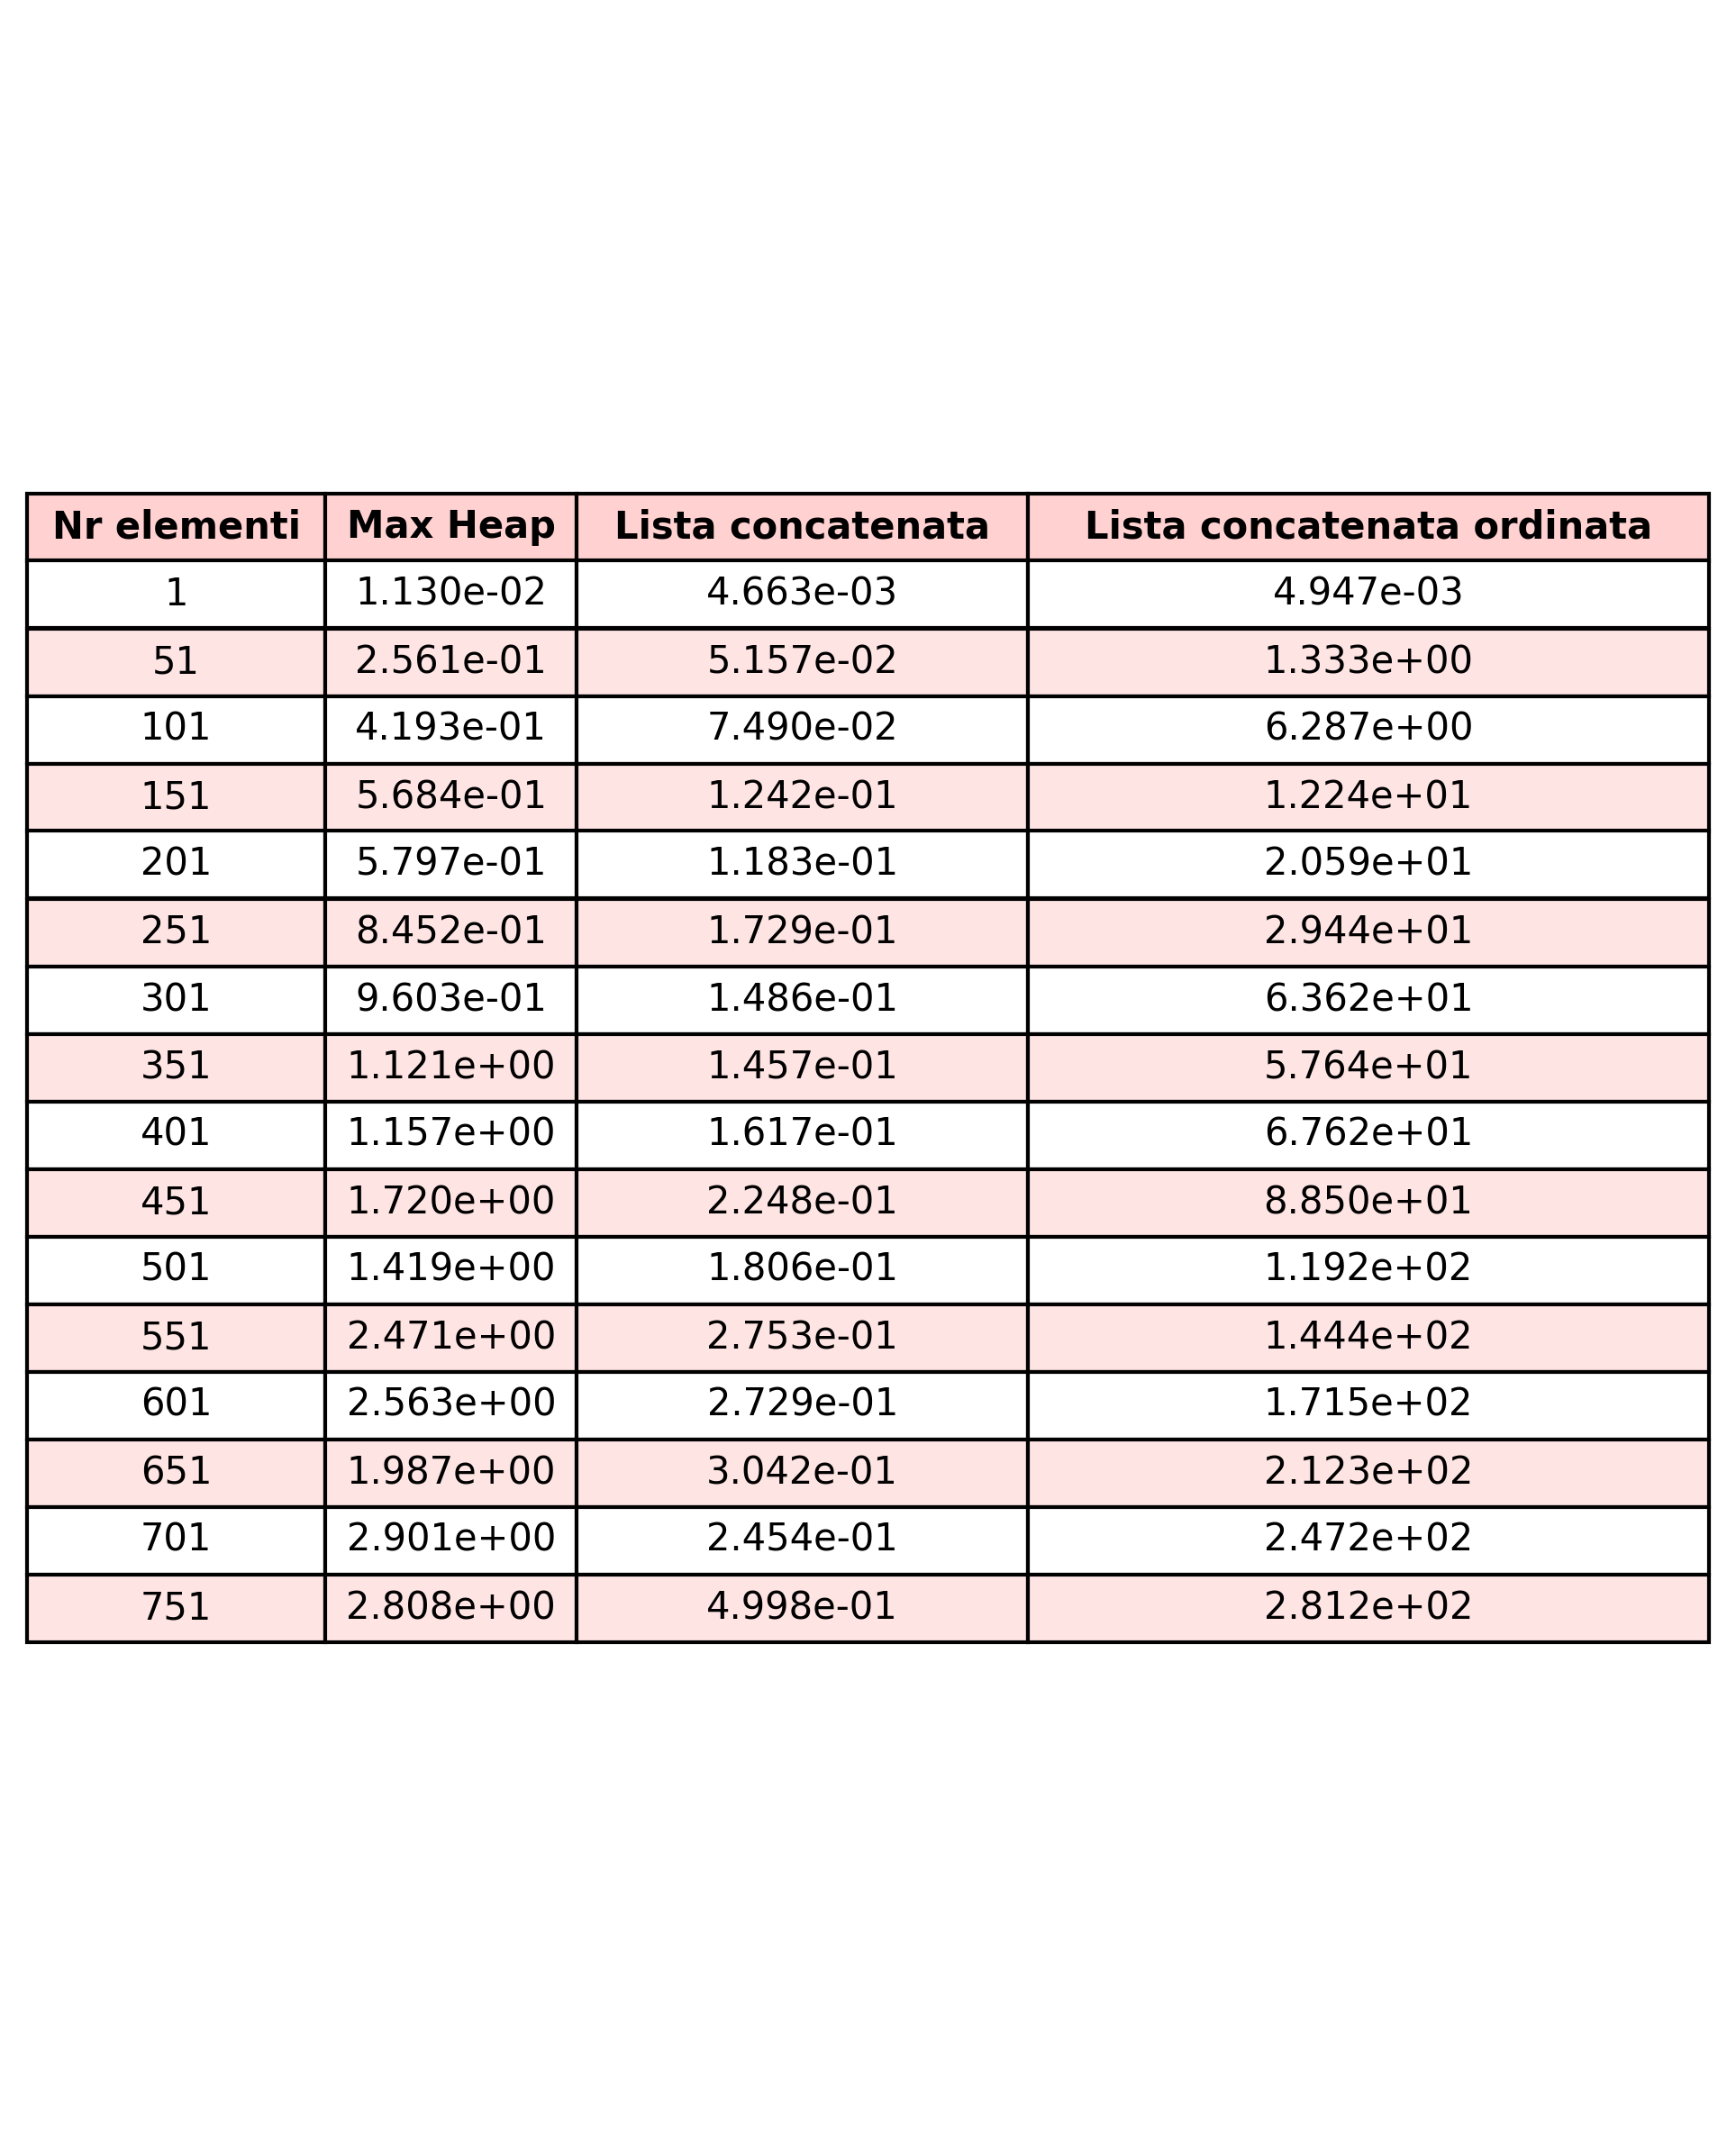 Nr elementi Max Heap Lista concatenata Lista concatenata ordinata
1 1.130e-02 4.663e-03 4.947e-03
51 2.561e-01 5.157e-02 1.333e+00
101 4.193e-01 7.490e-02 6.287e+00
151 5.684e-01 1.242e-01 1.224e+01
201 5.797e-01 1.183e-01 2.059e+01
251 8.452e-01 1.729e-01 2.944e+01
301 9.603e-01 1.486e-01 6.362e+01
351 1.121e+00 1.457e-01 5.764e+01
401 1.157e+00 1.617e-01 6.762e+01
451 1.720e+00 2.248e-01 8.850e+01
501 1.419e+00 1.806e-01 1.192e+02
551 2.471e+00 2.753e-01 1.444e+02
601 2.563e+00 2.729e-01 1.715e+02
651 1.987e+00 3.042e-01 2.123e+02
701 2.901e+00 2.454e-01 2.472e+02
751 2.808e+00 4.998e-01 2.812e+02